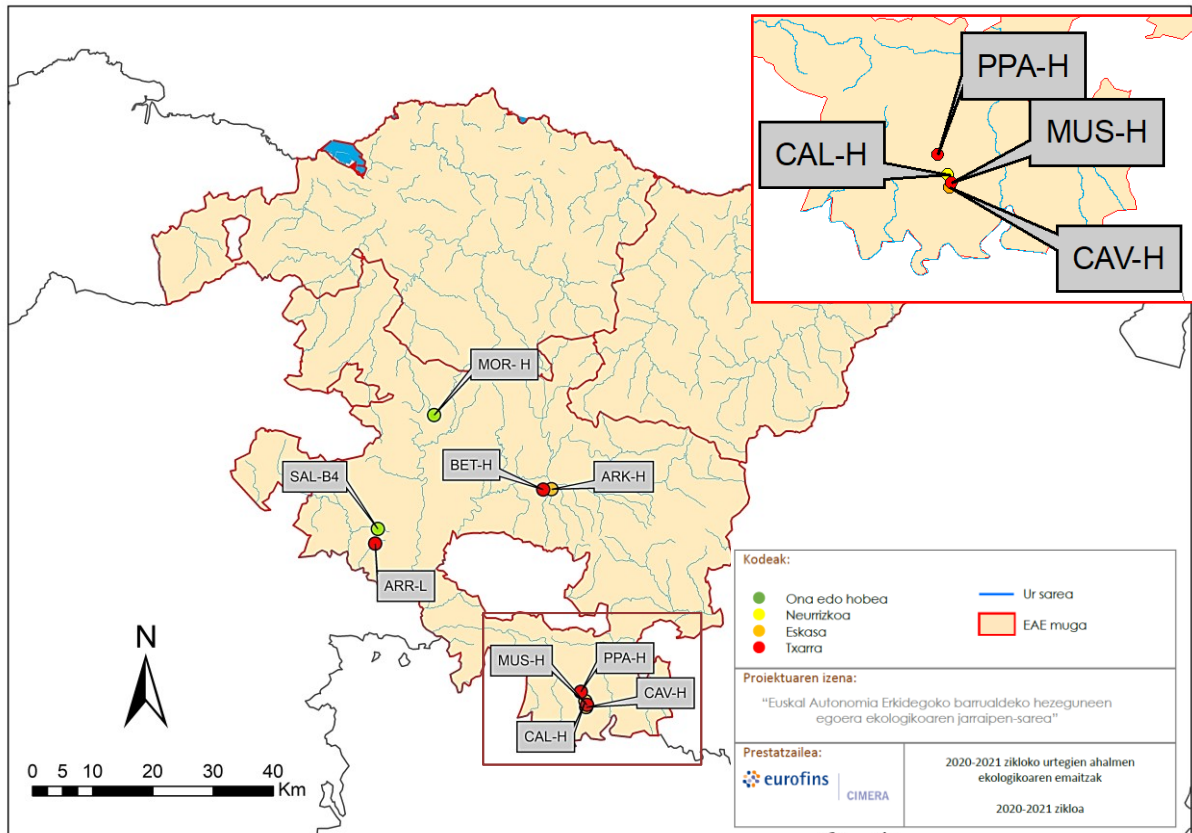 PPA-H
MUS-H
CAL-H
CAV-H
MOR- H
BET-H
ARK-H
SAL-B4
ARR-L
MUS-H
PPA-H
CAV-H
CAL-H
N
0 5 10 20 30 40
Km
Kodeak:
Ona edo hobea
Neurrizkoa
Eskasa
Txarra
Ur sarea
EAE muga
Proiektuaren izena:
“Euskal Autonomia Erkidegoko barrualdeko hezeguneen
egoera ekologikoaren jarraipen-sarea”
Prestatzailea:
eurofins
CIMERA
2020-2021 zikloko urtegien ahalmen
ekologikoaren emaitzak
2020-2021 zikloa